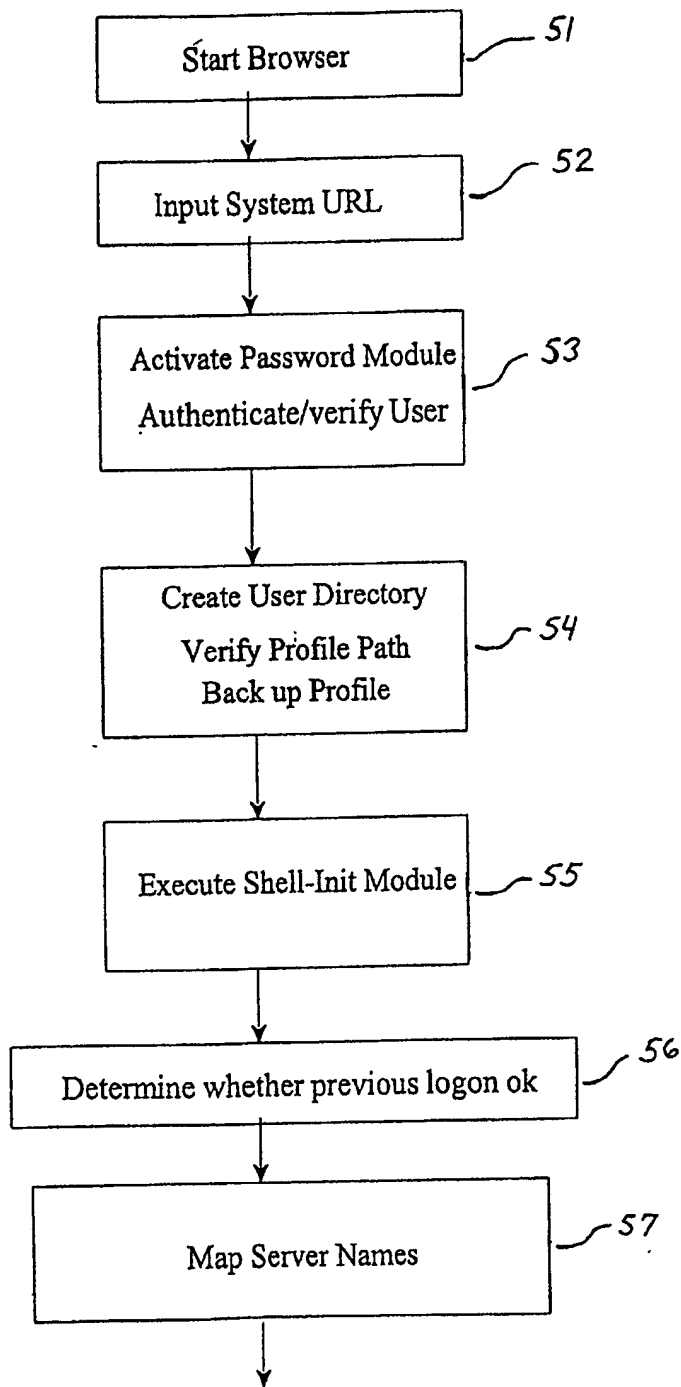 Start Browser
51
Input System URL
52
Activate Password Module
Authenticate/verify User
53
Create User Directory
Verify Profile Path
Back up Profile
54
Execute Shell-Init Module
55
Determine whether previous logon ok
56
Map Server Names
57